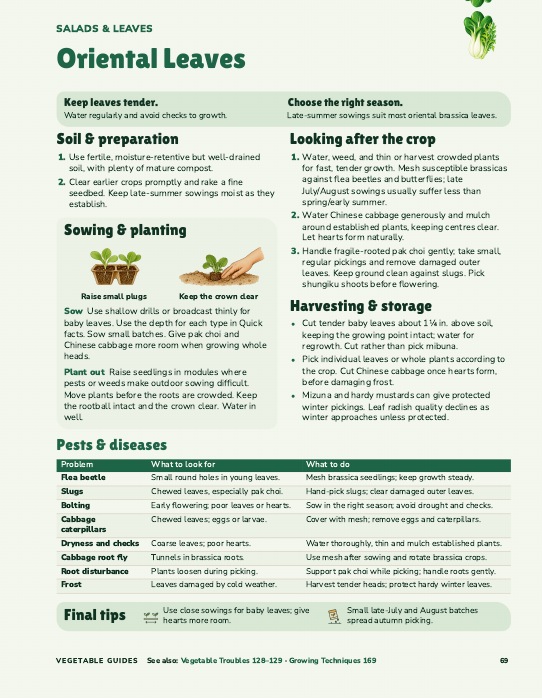 SALADS & LEAVES
Oriental Leaves
Keep leaves tender.
Water regularly and avoid checks to growth.
Choose the right season.
Late-summer sowings suit most oriental brassica leaves.
Soil & preparation
1. Use fertile, moisture-retentive but well-drained
soil, with plenty of mature compost.
2. Clear earlier crops promptly and rake a fine
seedbed. Keep late-summer sowings moist as they
establish.
Sowing & planting
Raise small plugs
Keep the crown clear
Sow Use shallow drills or broadcast thinly for
baby leaves. Use the depth for each type in Quick
facts. Sow small batches. Give pak choi and
Chinese cabbage more room when growing whole
heads.
Plant out Raise seedlings in modules where
pests or weeds make outdoor sowing difficult.
Move plants before the roots are crowded. Keep
the rootball intact and the crown clear. Water in
well.
Looking after the crop
1. Water, weed, and thin or harvest crowded plants
for fast, tender growth. Mesh susceptible brassicas
against flea beetles and butterflies; late
July/August sowings usually suffer less than
spring/early summer.
2. Water Chinese cabbage generously and mulch
around established plants, keeping centres clear.
Let hearts form naturally.
3. Handle fragile-rooted pak choi gently; take small,
regular pickings and remove damaged outer
leaves. Keep ground clean against slugs. Pick
shungiku shoots before flowering.
Harvesting & storage
• Cut tender baby leaves about 1¼ in. above soil,
keeping the growing point intact; water for
regrowth. Cut rather than pick mibuna.
• Pick individual leaves or whole plants according to
the crop. Cut Chinese cabbage once hearts form,
before damaging frost.
• Mizuna and hardy mustards can give protected
winter pickings. Leaf radish quality declines as
winter approaches unless protected.
Pests & diseases
Problem What to look for What to do
Flea beetle Small round holes in young leaves. Mesh brassica seedlings; keep growth steady.
Slugs Chewed leaves, especially pak choi. Hand-pick slugs; clear damaged outer leaves.
Bolting Early flowering; poor leaves or hearts. Sow in the right season; avoid drought and checks.
Cabbage Chewed leaves; eggs or larvae. Cover with mesh; remove eggs and caterpillars.
caterpillars
Dryness and checks Coarse leaves; poor hearts. Water thoroughly, thin and mulch established plants.
Cabbage root fly Tunnels in brassica roots. Use mesh after sowing and rotate brassica crops.
Root disturbance Plants loosen during picking. Support pak choi while picking; handle roots gently.
Frost Leaves damaged by cold weather. Harvest tender heads; protect hardy winter leaves.
Final tips
Use close sowings for baby leaves; give
hearts more room.
Small late-July and August batches
spread autumn picking.
VEGETABLE GUIDES See also: Vegetable Troubles 128–129 · Growing Techniques 169
69